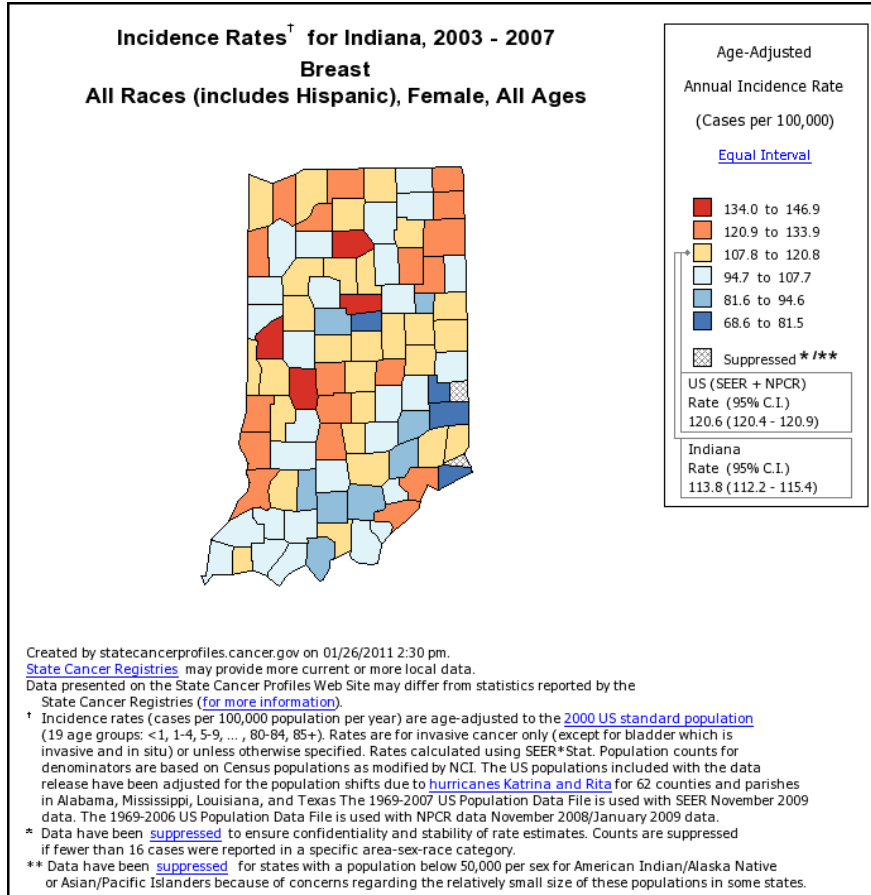 Incidence Rates† for Indiana, 2003 - 2007
Breast
All Races (includes Hispanic), Female, All Ages
Age-Adjusted
Annual Incidence Rate
(Cases per 100,000)
Equal Interval
134.0 to 146.9
120.9 to 133.9
107.8 to 120.8
94.7 to 107.7
81.6 to 94.6
68.6 to 81.5
Suppressed */**
US (SEER + NPCR)
Rate (95% C.I.)
120.6 (120.4 - 120.9)
Indiana
Rate (95% C.I.)
113.8 (112.2 - 115.4)
Created by statecancerprofiles.cancer.gov on 01/26/2011 2:30 pm.
State Cancer Registries may provide more current or more local data.
Data presented on the State Cancer Profiles Web Site may differ from statistics reported by the
State Cancer Registries (for more information).
† Incidence rates (cases per 100,000 population per year) are age-adjusted to the 2000 US standard population
(19 age groups: <1, 1-4, 5-9, ... , 80-84, 85+). Rates are for invasive cancer only (except for bladder which is
invasive and in situ) or unless otherwise specified. Rates calculated using SEER*Stat. Population counts for
denominators are based on Census populations as modified by NCI. The US populations included with the data
release have been adjusted for the population shifts due to hurricanes Katrina and Rita for 62 counties and parishes
in Alabama, Mississippi, Louisiana, and Texas The 1969-2007 US Population Data File is used with SEER November 2009
data. The 1969-2006 US Population Data File is used with NPCR data November 2008/January 2009 data.
* Data have been suppressed to ensure confidentiality and stability of rate estimates. Counts are suppressed
if fewer than 16 cases were reported in a specific area-sex-race category.
** Data have been suppressed for states with a population below 50,000 per sex for American Indian/Alaska Native
or Asian/Pacific Islanders because of concerns regarding the relatively small size of these populations in some states.